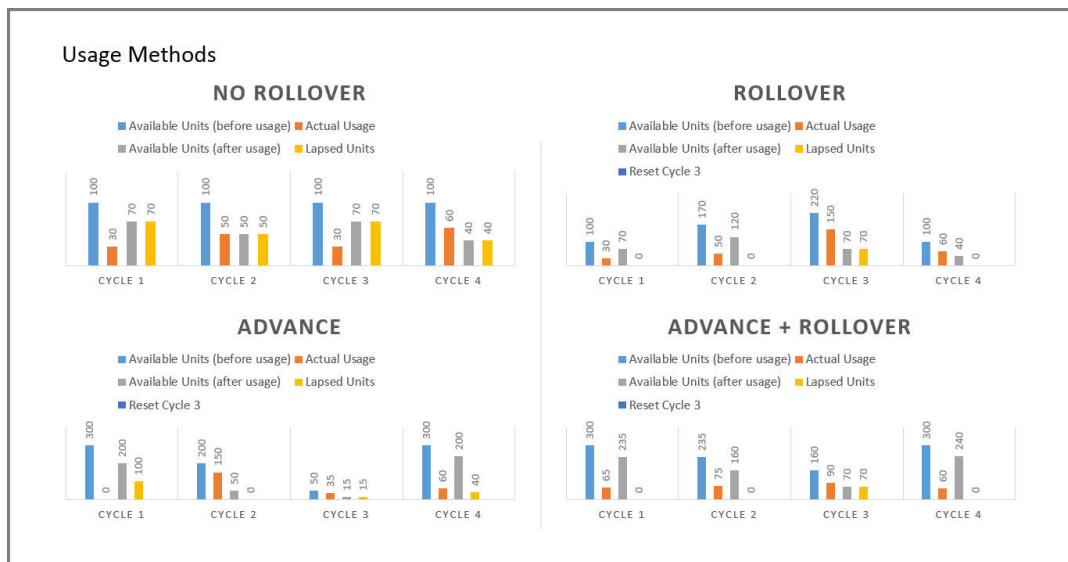 Usage Methods
NO ROLLOVER
Available Units (before usage) Actual Usage
Available Units (after usage) Lapsed Units
100 30 70 70 100 50 50 50 100 30 70 70 100 60 40 40
CYCLE 1 CYCLE 2 CYCLE 3 CYCLE 4
ROLLOVER
Available Units (before usage) Actual Usage
Available Units (after usage) Lapsed Units
Reset Cycle 3
100 30 70 0 170 50 120 0 220 150 70 70 100 60 40 0
CYCLE 1 CYCLE 2 CYCLE 3 CYCLE 4
ADVANCE
Available Units (before usage) Actual Usage
Available Units (after usage) Lapsed Units
Reset Cycle 3
300 0 200 100 200 150 50 0 50 35 15 15 300 60 200 40
CYCLE 1 CYCLE 2 CYCLE 3 CYCLE 4
ADVANCE + ROLLOVER
Available Units (before usage) Actual Usage
Available Units (after usage) Lapsed Units
Reset Cycle 3
300 65 235 0 235 75 160 0 160 90 70 70 300 60 240 0
CYCLE 1 CYCLE 2 CYCLE 3 CYCLE 4